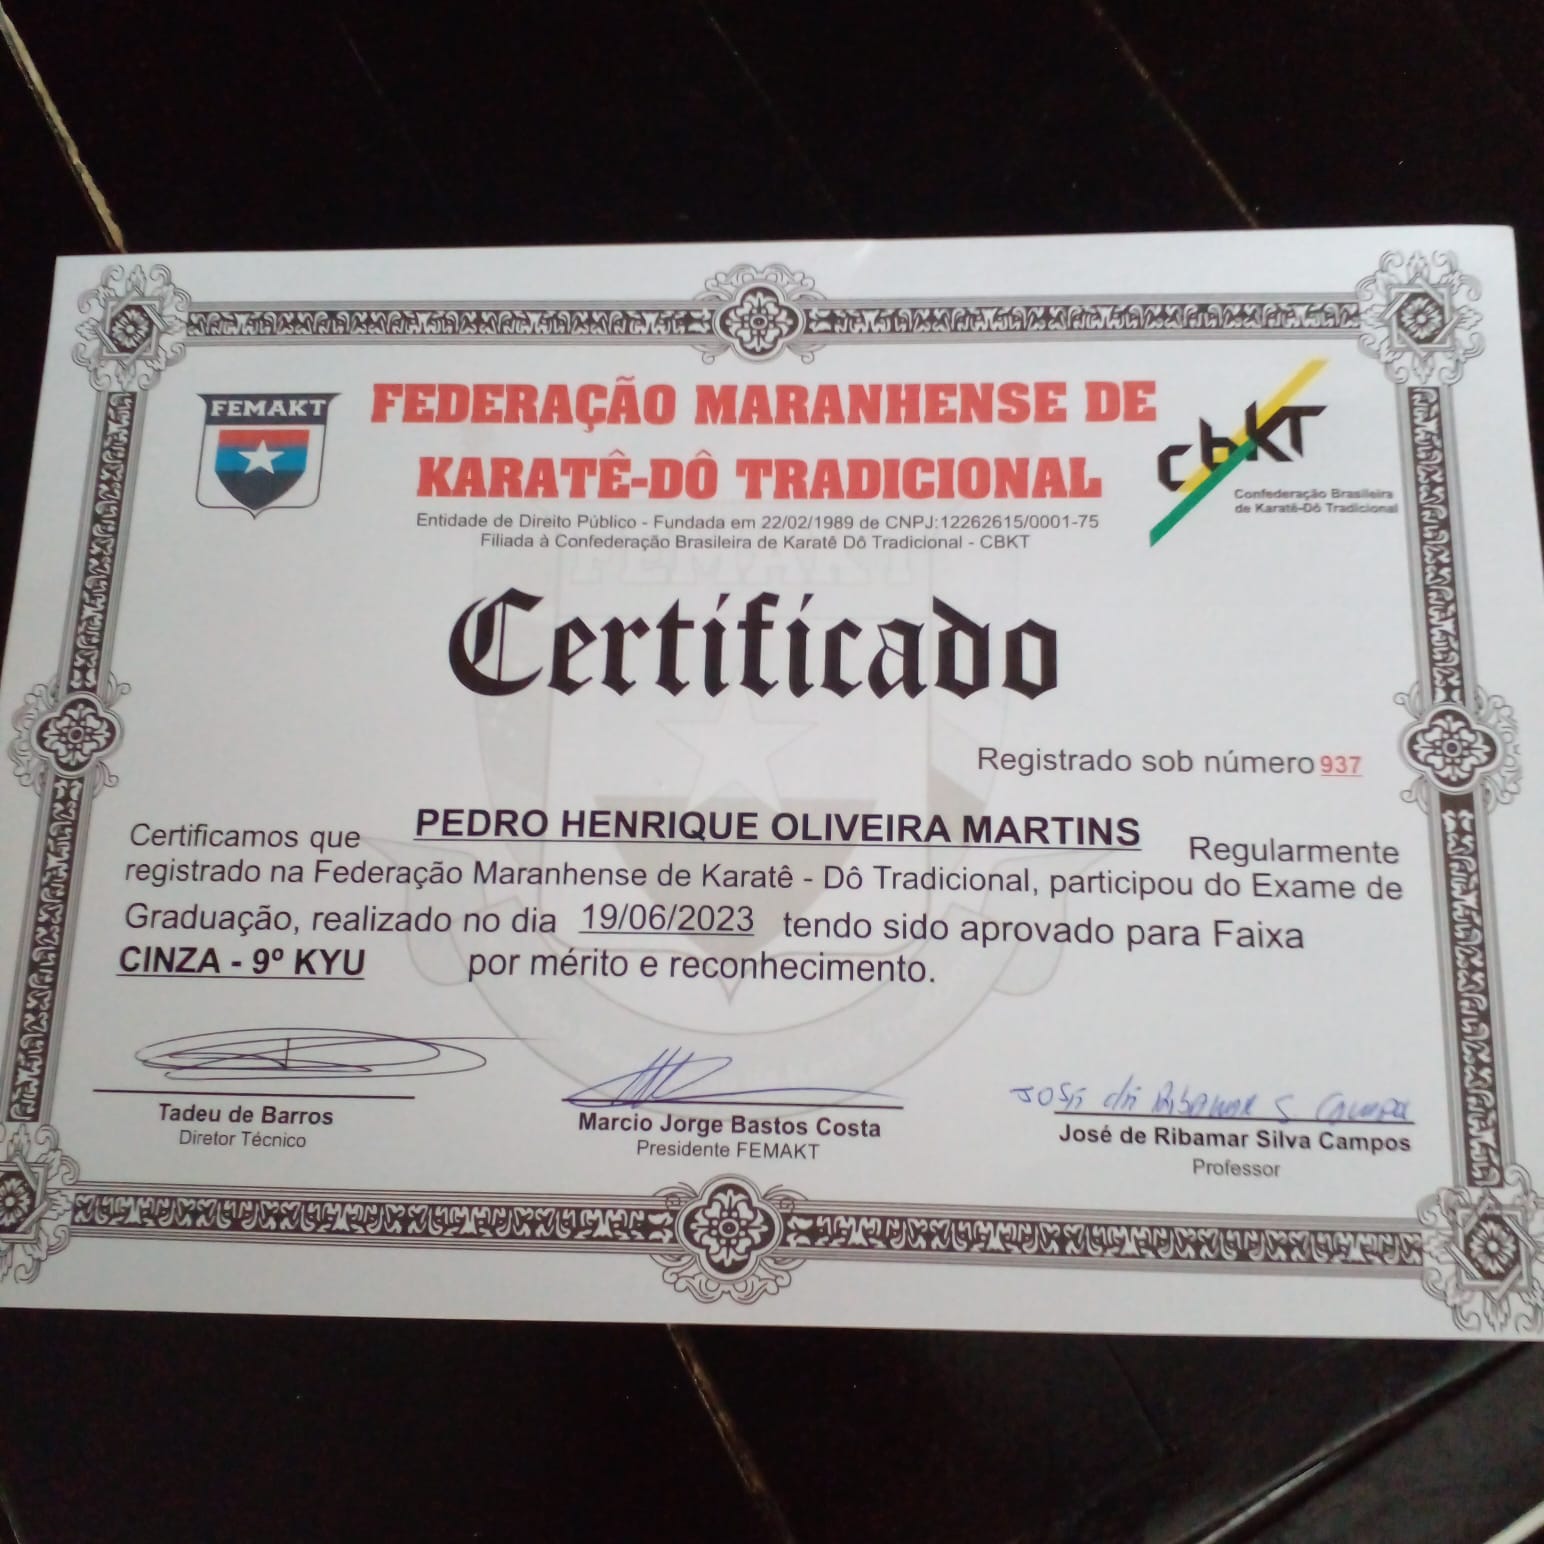 FEMAKT
FEDERAÇÃO MARANHENSE DE
KARATÊ-DÔ TRADICIONAL
Entidade de Direito Público - Fundada em 22/02/1989 de CNPJ:12262615/0001-75
Filiada à Confederação Brasileira de Karatê Dô Tradicional - CBKT
cbKT
Confederação Brasileira
de Karatê-Dô Tradicional
FEMAKT
Certificado
Registrado sob número 937
Certificamos que PEDRO HENRIQUE OLIVEIRA MARTINS Regularmente
registrado na Federação Maranhense de Karatê - Dô Tradicional, participou do Exame de
Graduação, realizado no dia 19/06/2023 tendo sido aprovado para Faixa
CINZA - 9º KYU por mérito e reconhecimento.
Tadeu de Barros
Diretor Técnico
Marcio Jorge Bastos Costa
Presidente FEMAKT
José de Ribamar S. Campos
José de Ribamar Silva Campos
Professor